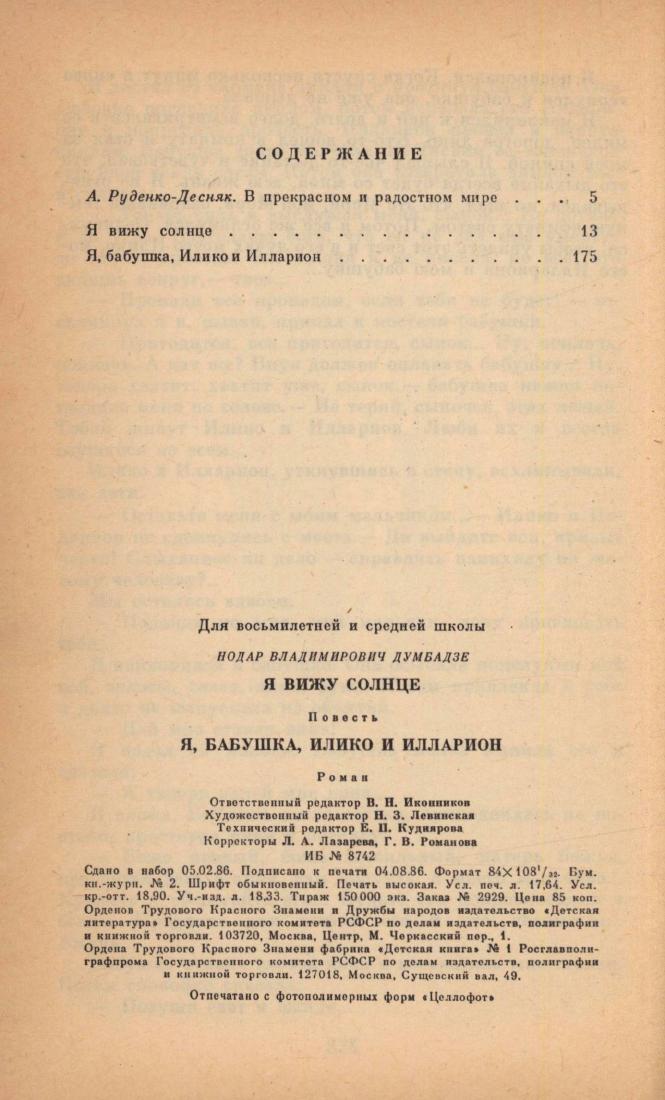 СОДЕРЖАНИЕ
А. Руденко-Десняк. В прекрасном и радостном мире . . . 5
Я вижу солнце . . . . . . . . . . . . . . . 13
Я, бабушка, Илико и Илларион . . . . . . . . . . 175
Для восьмилетней и средней школы
НОДАР ВЛАДИМИРОВИЧ ДУМБАДЗЕ
Я ВИЖУ СОЛНЦЕ
Повесть
Я, БАБУШКА, ИЛИКО И ИЛЛАРИОН
Роман
Ответственный редактор В. Н. Иконников
Художественный редактор Н. З. Левинская
Технический редактор Е. П. Кудиярова
Корректоры Л. А. Лазарева, Г. В. Романова
ИБ № 8742
Сдано в набор 05.02.86. Подписано к печати 04.08.86. Формат 84×108¹/₃₂. Бум.
кн.-журн. № 2. Шрифт обыкновенный. Печать высокая. Усл. печ. л. 17,64. Усл.
кр.-отт. 18,90. Уч.-изд. л. 18,33. Тираж 150 000 экз. Заказ № 2929. Цена 85 коп.
Орденов Трудового Красного Знамени и Дружбы народов издательство «Детская
литература» Государственного комитета РСФСР по делам издательств, полиграфии
и книжной торговли. 103720, Москва, Центр, М. Черкасский пер., 1.
Ордена Трудового Красного Знамени фабрика «Детская книга» № 1 Росглавполи-
графпрома Государственного комитета РСФСР по делам издательств, полиграфии
и книжной торговли. 127018, Москва, Сущевский вал, 49.
Отпечатано с фотополимерных форм «Целлофот»